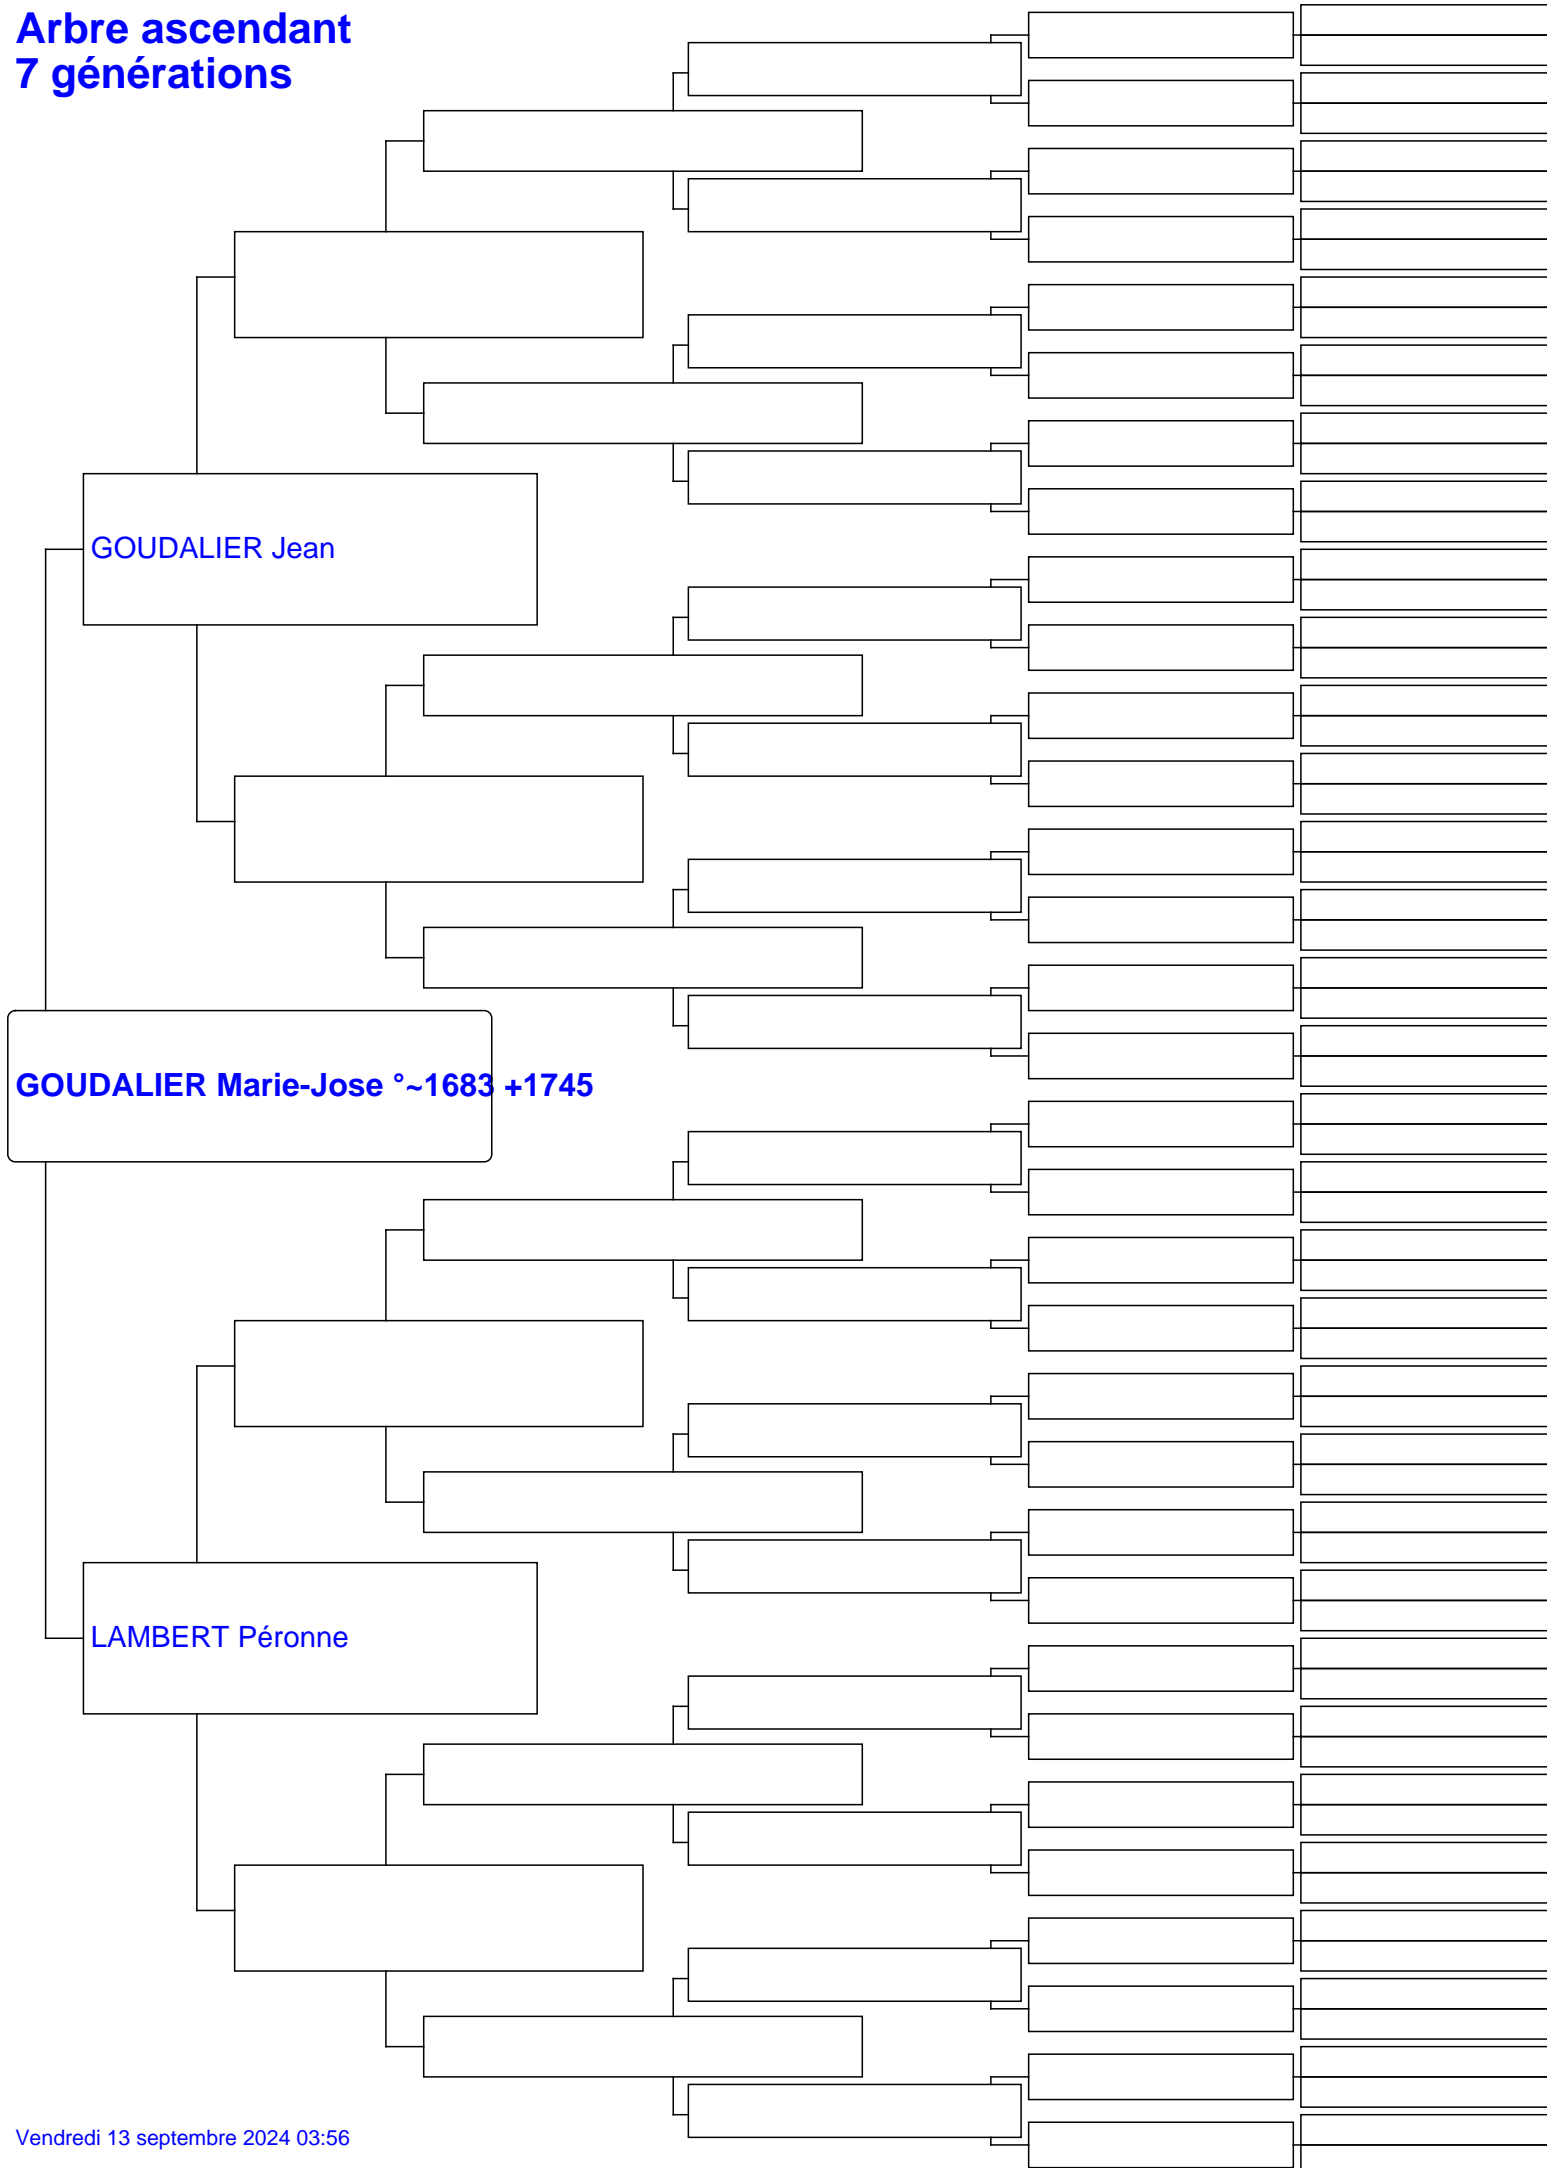 Arbre ascendant
7 générations
GOUDALIER Jean
GOUDALIER Marie-Jose °~1683 +1745
LAMBERT Péronne
Vendredi 13 septembre 2024 03:56